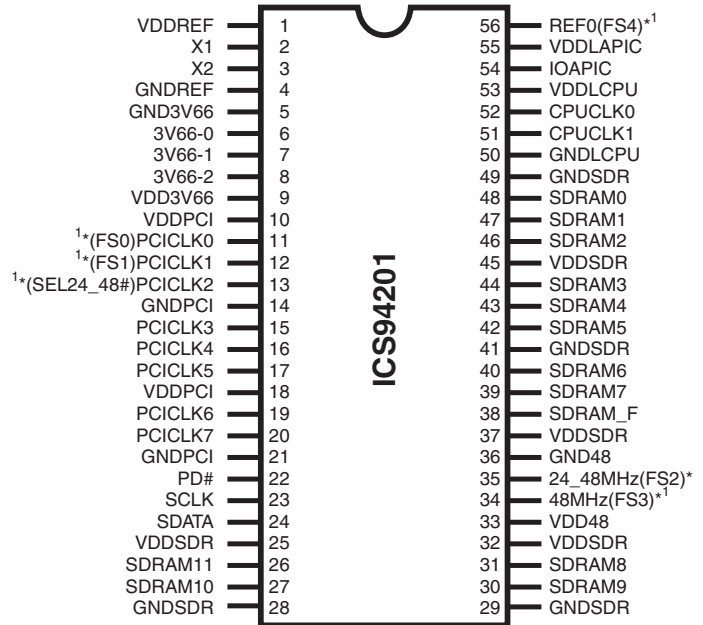 VDDREF 1 56 REF0(FS4)*1
X1 2 55 VDDLAPIC
X2 3 54 IOAPIC
GNDREF 4 53 VDDLCPU
GND3V66 5 52 CPUCLK0
3V66-0 6 51 CPUCLK1
3V66-1 7 50 GNDLCPU
3V66-2 8 49 GNDSDR
VDD3V66 9 48 SDRAM0
VDDPCI 10 47 SDRAM1
1*(FS0)PCICLK0 11 46 SDRAM2
1*(FS1)PCICLK1 12 45 VDDSDR
1*(SEL24_48#)PCICLK2 13 44 SDRAM3
GNDPCI 14 43 SDRAM4
PCICLK3 15 42 SDRAM5
PCICLK4 16 41 GNDSDR
PCICLK5 17 40 SDRAM6
VDDPCI 18 39 SDRAM7
PCICLK6 19 38 SDRAM_F
PCICLK7 20 37 VDDSDR
GNDPCI 21 36 GND48
PD# 22 35 24_48MHz(FS2)*
SCLK 23 34 48MHz(FS3)*1
SDATA 24 33 VDD48
VDDSDR 25 32 VDDSDR
SDRAM11 26 31 SDRAM8
SDRAM10 27 30 SDRAM9
GNDSDR 28 29 GNDSDR
ICS94201